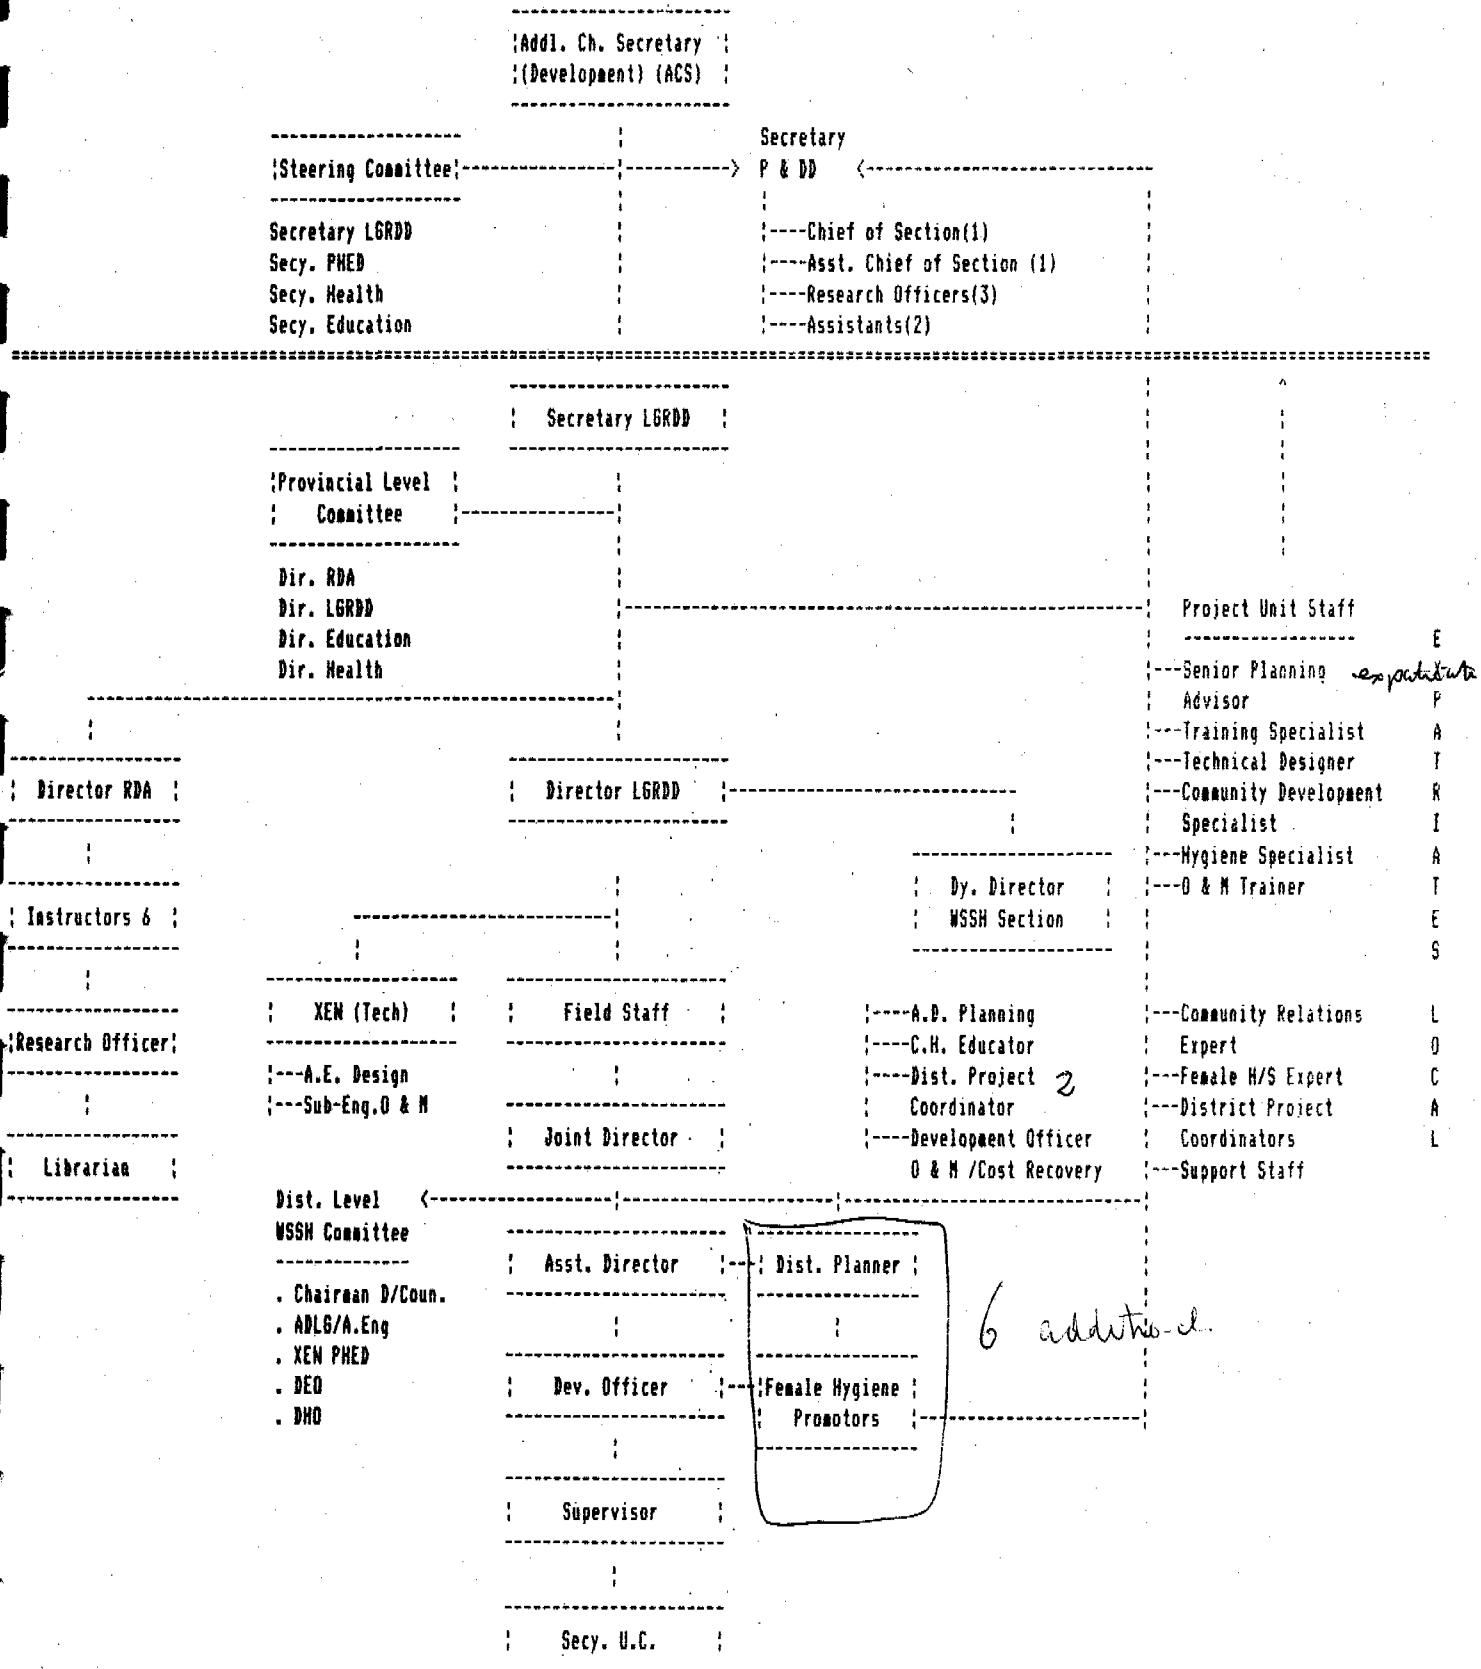 Addl. Ch. Secretary
(Development) (ACS)
Secretary
Steering Committee
P & DD
Secretary LGRDD
Secy. PHED
Secy. Health
Secy. Education
Chief of Section(1)
Asst. Chief of Section (1)
Research Officers(3)
Assistants(2)
Secretary LGRDD
Provincial Level
Committee
Dir. RDA
Dir. LGRDD
Dir. Education
Dir. Health
Project Unit Staff
Senior Planning
Advisor
Training Specialist
Technical Designer
Community Development
Specialist
Hygiene Specialist
O & M Trainer
E
P
A
T
R
I
A
T
E
S
Director RDA
Director LGRDD
Instructors 6
Dy. Director
WSSH Section
Research Officer
XEN (Tech)
Field Staff
A.E. Design
Sub-Eng.O & M
A.D. Planning
C.H. Educator
Dist. Project 2
Coordinator
Development Officer
O & M /Cost Recovery
Community Relations
Expert
Female H/S Expert
District Project
Coordinators
Support Staff
L
O
C
A
L
Librarian
Joint Director
Dist. Level
WSSH Committee
. Chairman D/Coun.
. ADLG/A.Eng
. XEN PHED
. DEO
. DHO
Asst. Director
Dist. Planner
6 additional
Dev. Officer
Female Hygiene
Promotors
Supervisor
Secy. U.C.